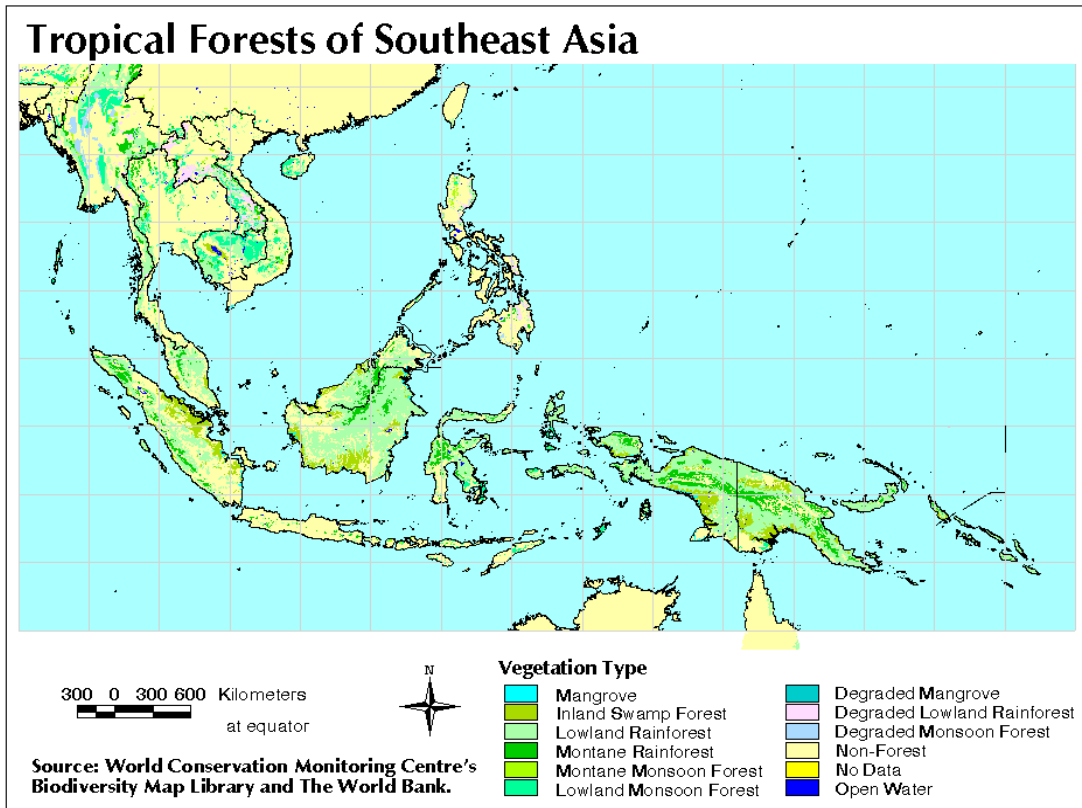 Tropical Forests of Southeast Asia
300 0 300 600 Kilometers
at equator
N
Source: World Conservation Monitoring Centre's
Biodiversity Map Library and The World Bank.
Vegetation Type
Mangrove
Inland Swamp Forest
Lowland Rainforest
Montane Rainforest
Montane Monsoon Forest
Lowland Monsoon Forest
Degraded Mangrove
Degraded Lowland Rainforest
Degraded Monsoon Forest
Non-Forest
No Data
Open Water